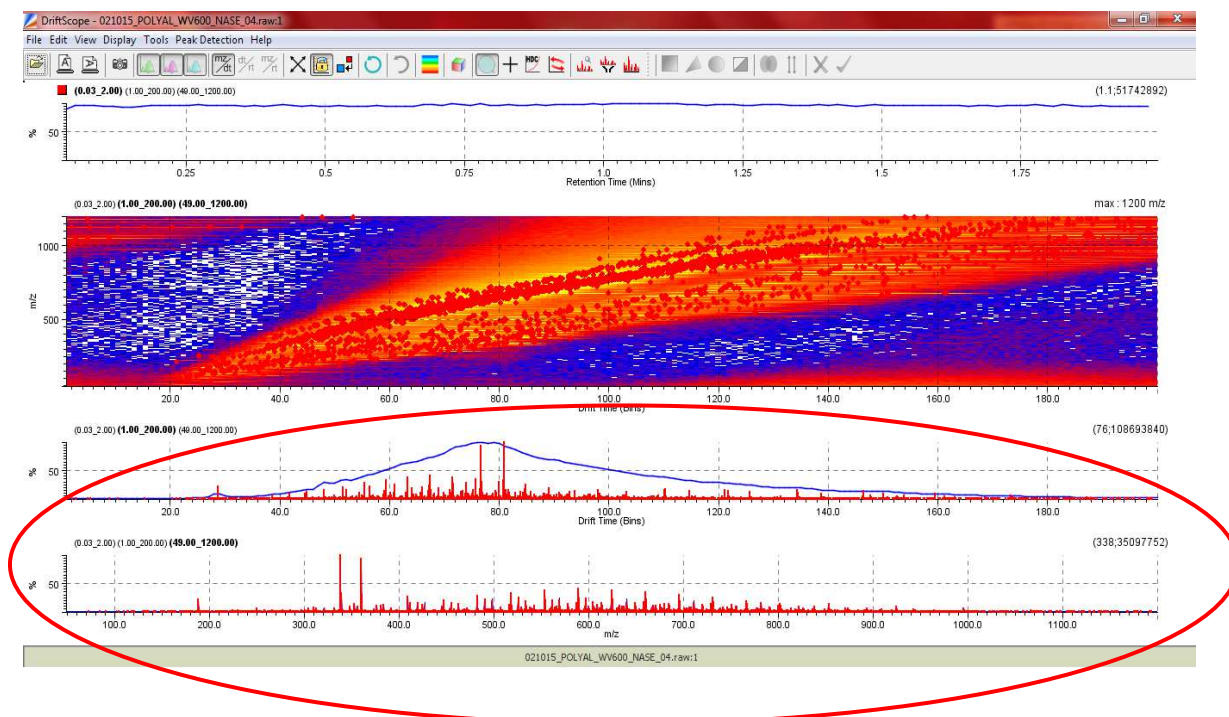 DriftScope - 021015_POLYAL_WV600_NASE_04.raw:1
File Edit View Display Tools Peak Detection Help
A A mz/dt dt/rt mz/rt HDC
(0.03_2.00) (1.00_200.00) (49.00_1200.00) (1.1;51742892)
% 50
0.25 0.5 0.75 1.0 1.25 1.5 1.75
Retention Time (Mins)
(0.03_2.00) (1.00_200.00) (49.00_1200.00) max : 1200 m/z
1000
m/z
500
20.0 40.0 60.0 80.0 100.0 120.0 140.0 160.0 180.0
Drift Time (Bins)
(0.03_2.00) (1.00_200.00) (49.00_1200.00) (76;108693840)
% 50
20.0 40.0 60.0 80.0 100.0 120.0 140.0 160.0 180.0
Drift Time (Bins)
(0.03_2.00) (1.00_200.00) (49.00_1200.00) (338;35097752)
% 50
100.0 200.0 300.0 400.0 500.0 600.0 700.0 800.0 900.0 1000.0 1100.0
m/z
021015_POLYAL_WV600_NASE_04.raw:1